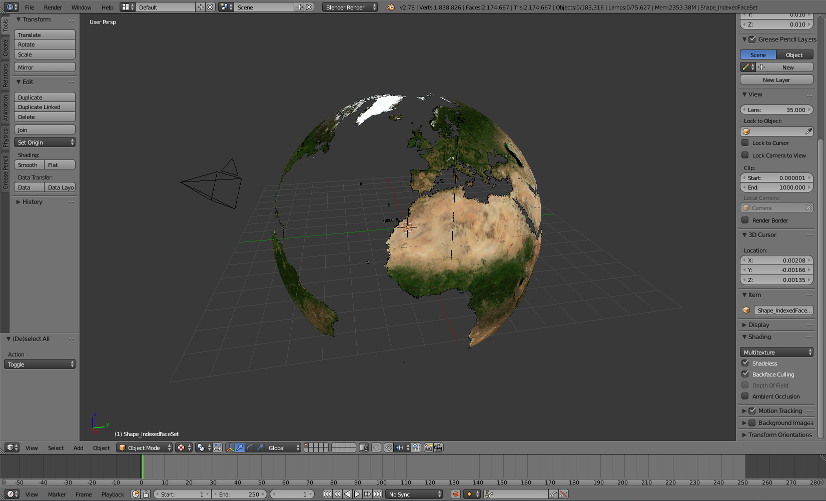 File Render Window Help Default Scene Blender Render v2.78 | Verts:1.838.826 | Faces:2.174.667 | Tris:2.174.667 | Objects:0/183.316 | Lamps:0/75.627 | Mem:2353.38M | Shape_IndexedFaceSet
User Persp
Transform
Translate
Rotate
Scale
Mirror
Edit
Duplicate
Duplicate Linked
Delete
Join
Set Origin
Shading:
Smooth Flat
Data Transfer:
Data Data Layo
History
Tools
Create
Relations
Animation
Physics
Grease Pencil
(De)select All
Action
Toggle
Y: 0.010
Z: 0.010
Grease Pencil Layers
Scene Object
New
New Layer
View
Lens: 35.000
Lock to Object:
Lock to Cursor
Lock Camera to View
Clip:
Start: 0.000001
End: 1000.000
Local Camera:
Camera
Render Border
3D Cursor
Location:
X: 0.00208
Y: -0.00166
Z: 0.00135
Item
Shape_IndexedFace...
Display
Shading
Multitexture
Shadeless
Backface Culling
Depth Of Field
Ambient Occlusion
Motion Tracking
Background Images
Transform Orientations
(1) Shape_IndexedFaceSet
View Select Add Object Object Mode Global
-50 -40 -30 -20 -10 0 10 20 30 40 50 60 70 80 90 100 110 120 130 140 150 160 170 180 190 200 210 220 230 240 250 260 270 280
View Marker Frame Playback Start: 1 End: 250 1 No Sync